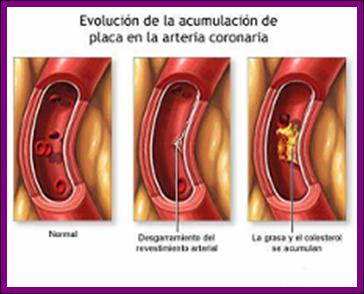 Evolución de la acumulación de
placa en la arteria coronaria
Normal
Desgarramiento del
revestimiento arterial
La grasa y el colesterol
se acumulan